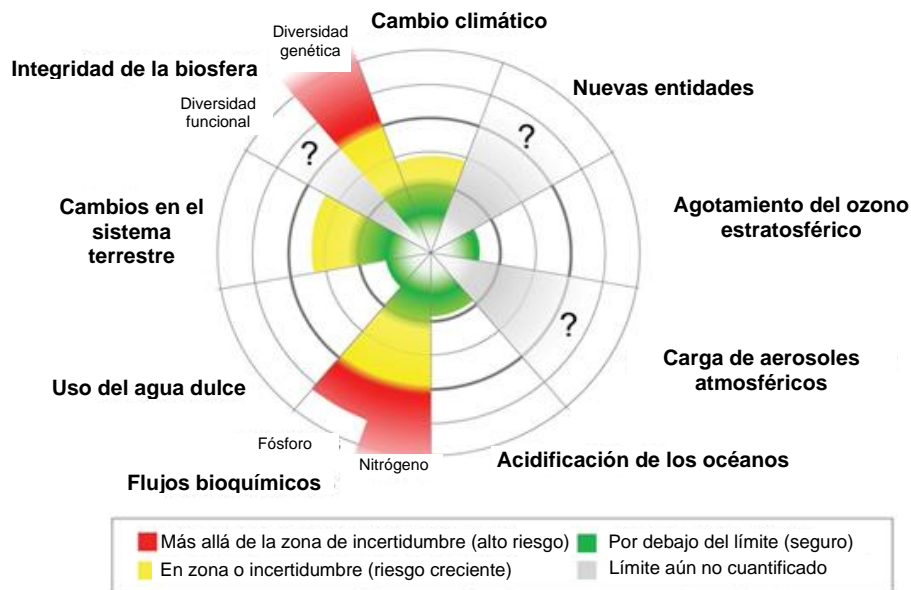 Cambio climático
Diversidad
genética
Integridad de la biosfera
Nuevas entidades
Diversidad
funcional
?
?
Cambios en el
sistema
terrestre
Agotamiento del ozono
estratosférico
?
Carga de aerosoles
atmosféricos
Uso del agua dulce
Fósforo
Nitrógeno
Acidificación de los océanos
Flujos bioquímicos
Más allá de la zona de incertidumbre (alto riesgo)
Por debajo del límite (seguro)
En zona o incertidumbre (riesgo creciente)
Límite aún no cuantificado